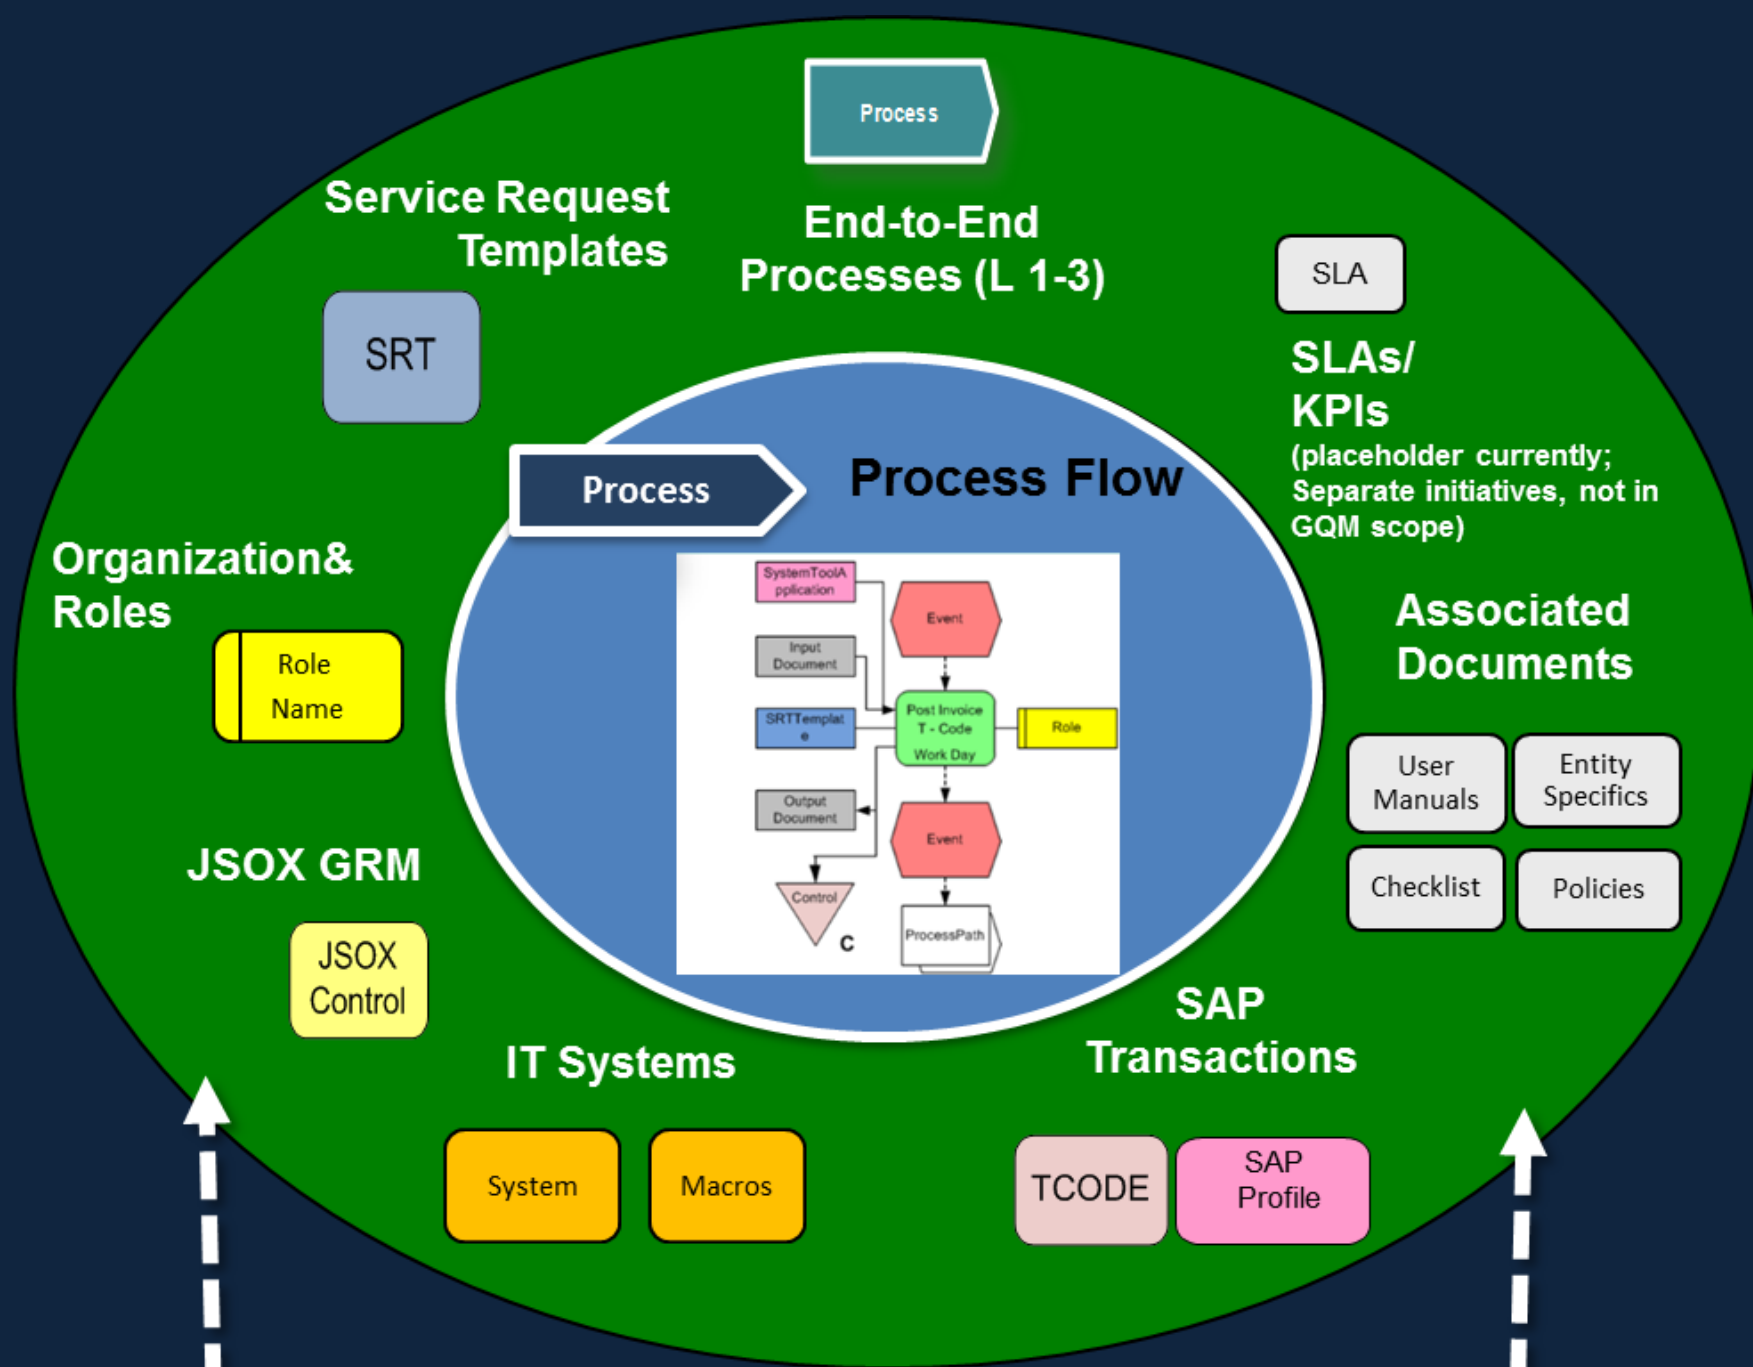 Process
Service Request
Templates
End-to-End
Processes (L 1-3)
SLA
SRT
SLAs/
KPIs
(placeholder currently;
Separate initiatives, not in
GQM scope)
Process
Process Flow
Organization&
Roles
Role
Name
SystemToolA
pplication
Event
Input
Document
SRTTemplat
e
Post Invoice
T - Code
Work Day
Role
Output
Document
Event
Control
C
ProcessPath
Associated
Documents
User
Manuals
Entity
Specifics
Checklist
Policies
JSOX GRM
JSOX
Control
IT Systems
System
Macros
SAP
Transactions
TCODE
SAP
Profile